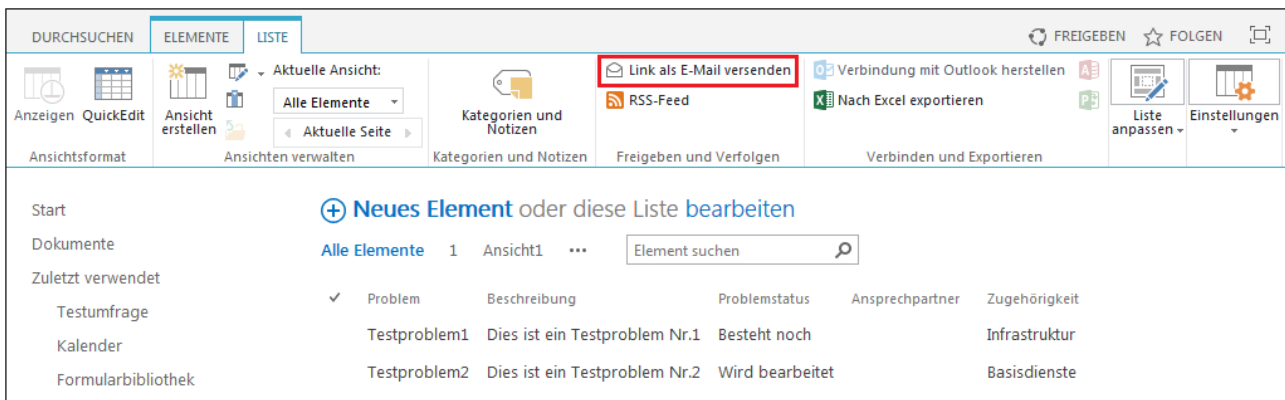 DURCHSUCHEN ELEMENTE LISTE FREIGEBEN FOLGEN
Anzeigen QuickEdit Ansicht erstellen Aktuelle Ansicht: Alle Elemente Aktuelle Seite Kategorien und Notizen Link als E-Mail versenden RSS-Feed Verbindung mit Outlook herstellen Nach Excel exportieren Liste anpassen Einstellungen
Ansichtsformat Ansichten verwalten Kategorien und Notizen Freigeben und Verfolgen Verbinden und Exportieren
Start
Dokumente
Zuletzt verwendet
Testumfrage
Kalender
Formularbibliothek
Neues Element oder diese Liste bearbeiten
Alle Elemente 1 Ansicht1 ••• Element suchen
Problem Beschreibung Problemstatus Ansprechpartner Zugehörigkeit
Testproblem1 Dies ist ein Testproblem Nr.1 Besteht noch Infrastruktur
Testproblem2 Dies ist ein Testproblem Nr.2 Wird bearbeitet Basisdienste